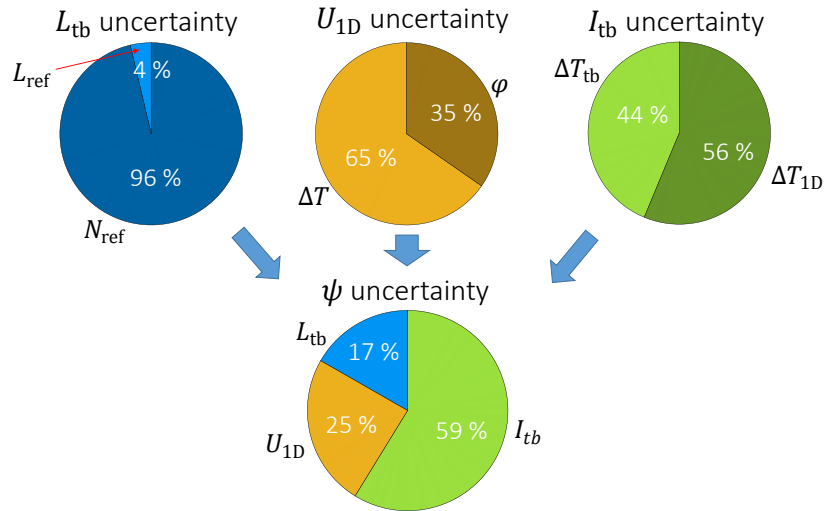 L_tb uncertainty
U_1D uncertainty
I_tb uncertainty
L_ref
4 %
96 %
N_ref
φ
35 %
65 %
ΔT
ΔT_tb
44 %
56 %
ΔT_1D
ψ uncertainty
L_tb
17 %
25 %
U_1D
59 %
I_tb